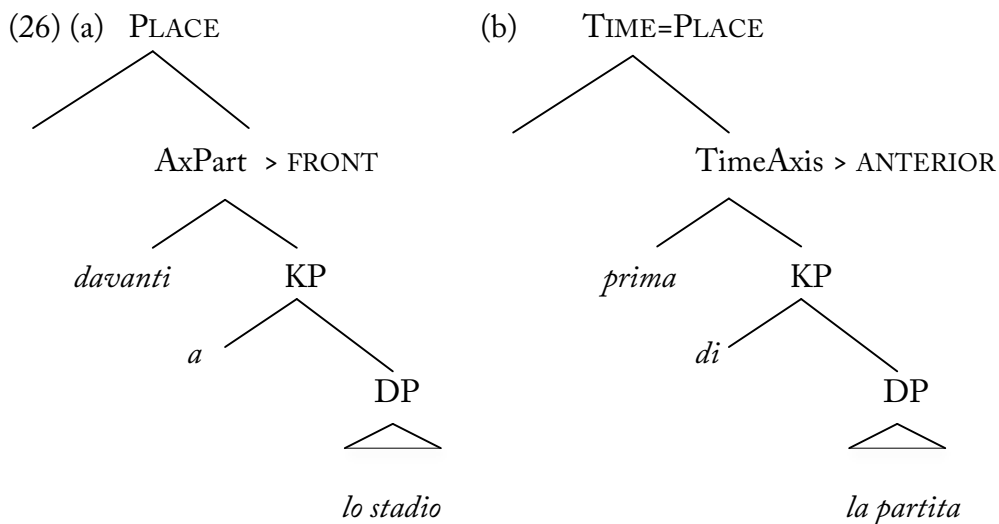 (26) (a) PLACE (b) TIME=PLACE
AxPart > FRONT TimeAxis > ANTERIOR
davanti KP prima KP
a di
DP DP
lo stadio la partita